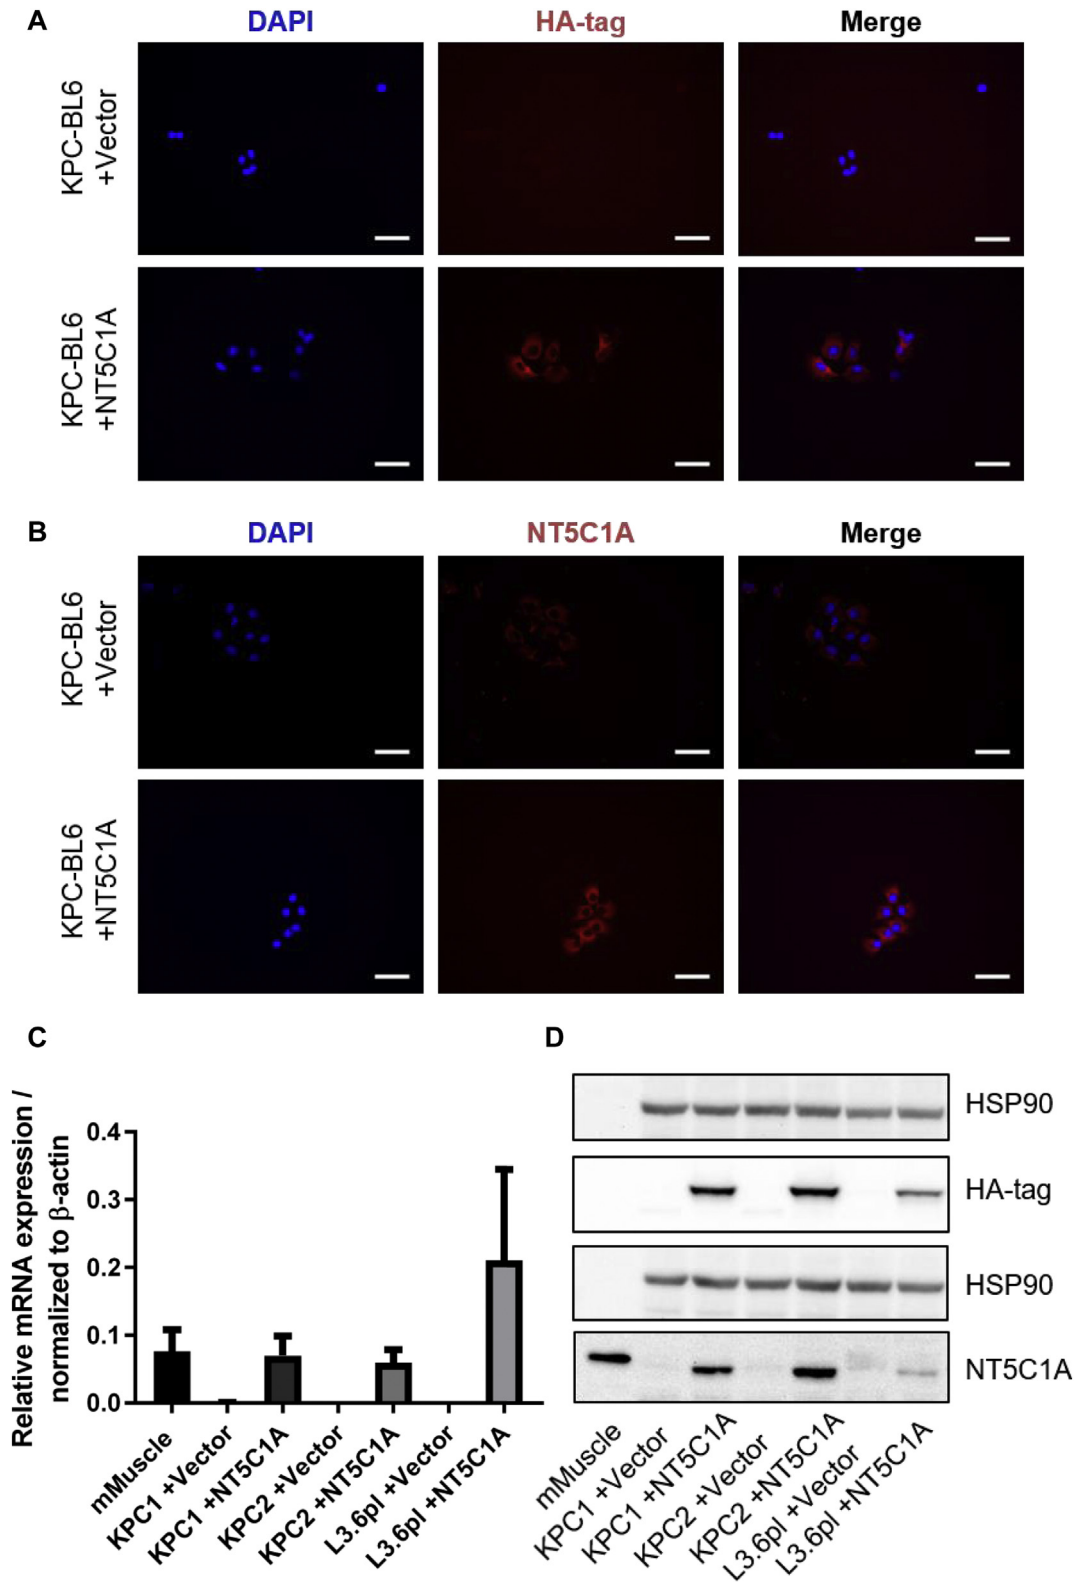 A
DAPI
HA-tag
Merge
KPC-BL6
+Vector
KPC-BL6
+NT5C1A
B
DAPI
NT5C1A
Merge
KPC-BL6
+Vector
KPC-BL6
+NT5C1A
C
Relative mRNA expression /
normalized to β-actin
0.4
0.3
0.2
0.1
0.0
mMuscle
KPC1 +Vector
KPC1 +NT5C1A
KPC2 +Vector
KPC2 +NT5C1A
L3.6pl +Vector
L3.6pl +NT5C1A
D
HSP90
HA-tag
HSP90
NT5C1A
mMuscle
KPC1 +Vector
KPC1 +NT5C1A
KPC2 +Vector
KPC2 +NT5C1A
L3.6pl +Vector
L3.6pl +NT5C1A